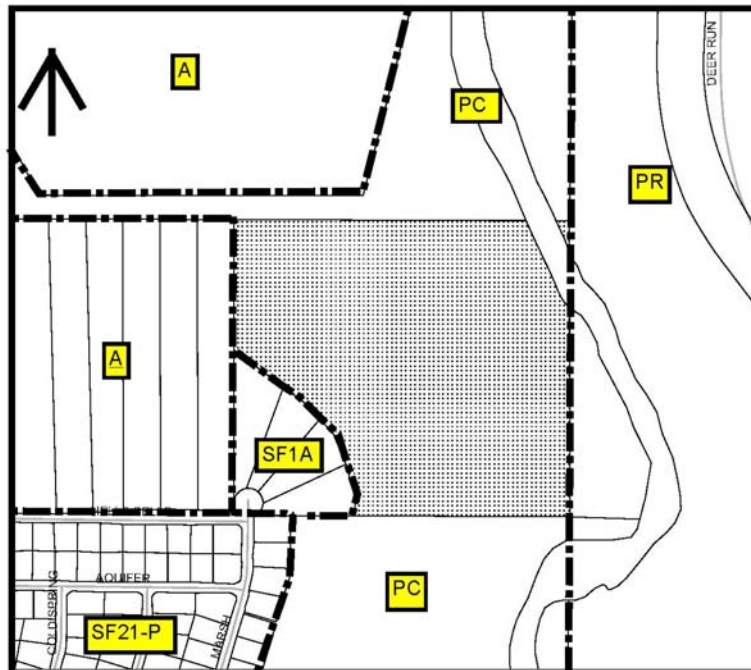 A
PC
DEER RUN
PR
A
SF1A
AQUIFER
COLDSPRING
SF21-P
MARSH
PC